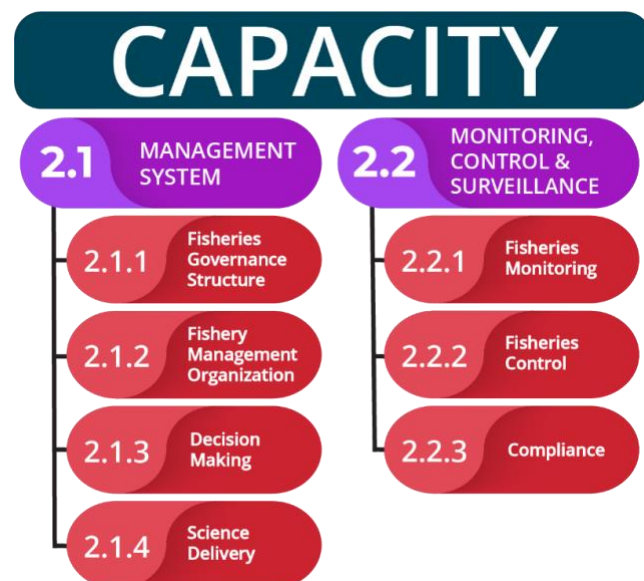 CAPACITY
2.1
MANAGEMENT
SYSTEM
2.1.1
Fisheries
Governance
Structure
2.1.2
Fishery
Management
Organization
2.1.3
Decision
Making
2.1.4
Science
Delivery
2.2
MONITORING,
CONTROL &
SURVEILLANCE
2.2.1
Fisheries
Monitoring
2.2.2
Fisheries
Control
2.2.3
Compliance